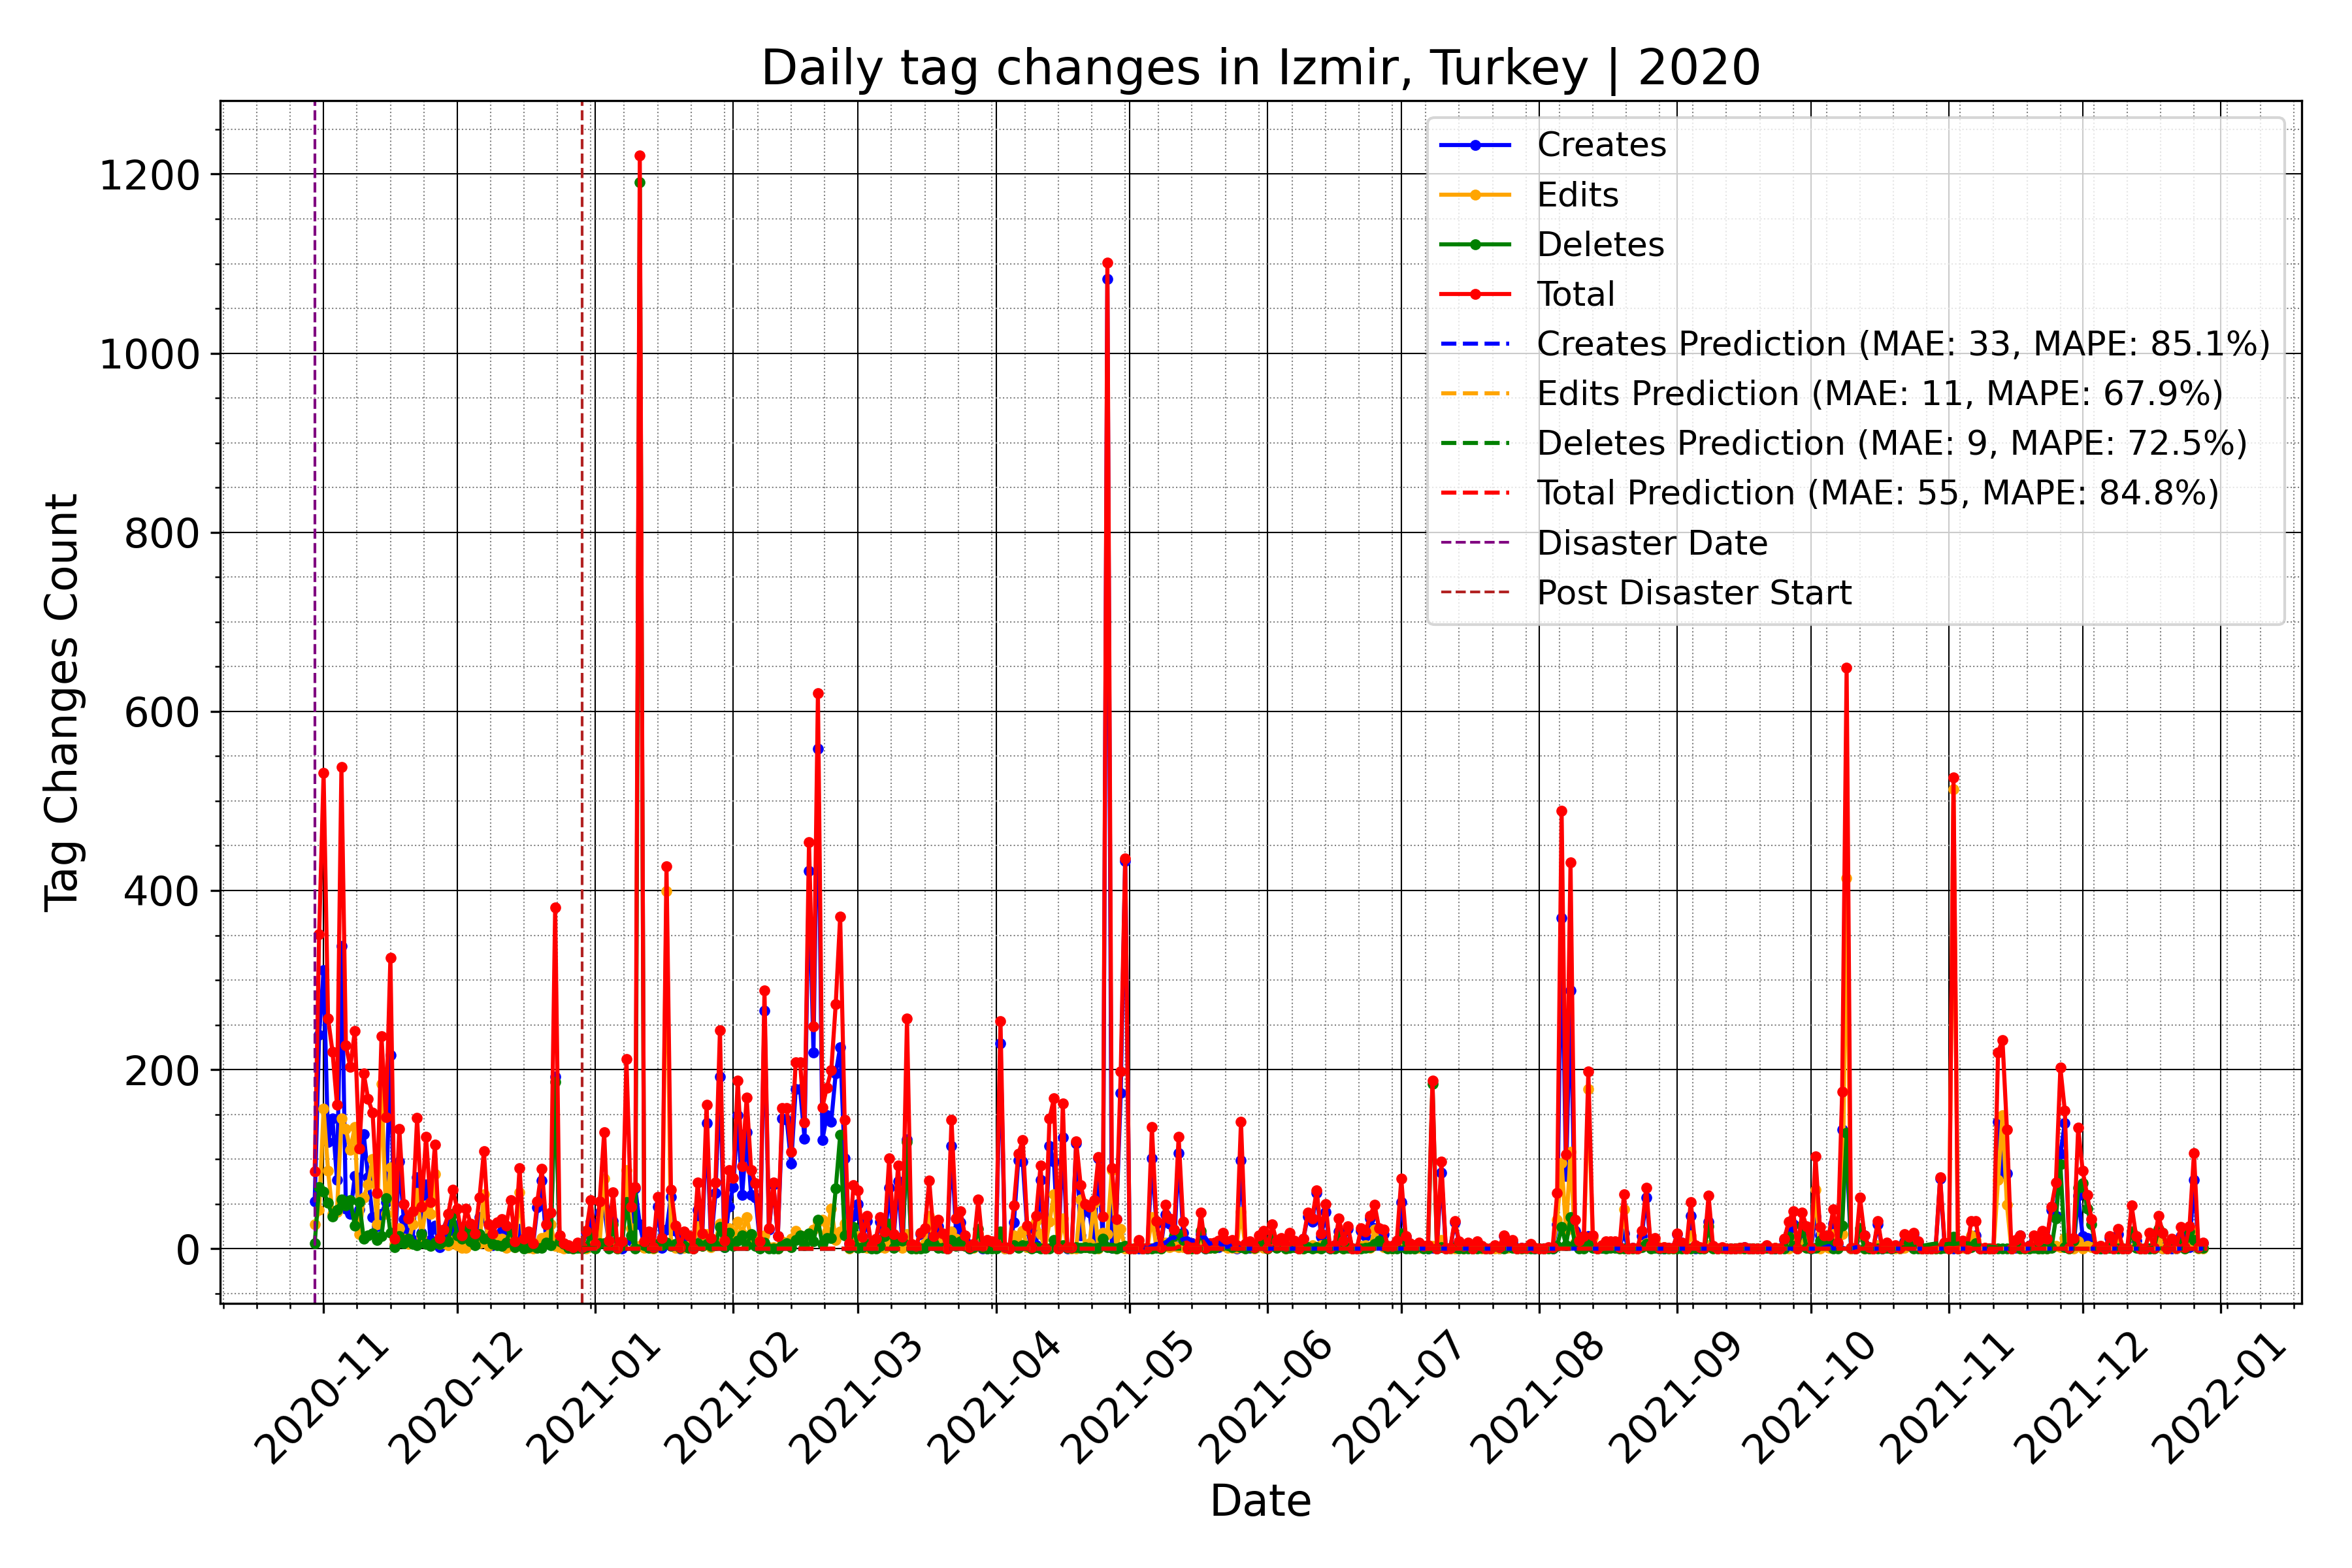 Daily tag changes in Izmir, Turkey | 2020
Tag Changes Count
1200
1000
800
600
400
200
0
Creates
Edits
Deletes
Total
Creates Prediction (MAE: 33, MAPE: 85.1%)
Edits Prediction (MAE: 11, MAPE: 67.9%)
Deletes Prediction (MAE: 9, MAPE: 72.5%)
Total Prediction (MAE: 55, MAPE: 84.8%)
Disaster Date
Post Disaster Start
2020-11
2020-12
2021-01
2021-02
2021-03
2021-04
2021-05
2021-06
2021-07
2021-08
2021-09
2021-10
2021-11
2021-12
2022-01
Date